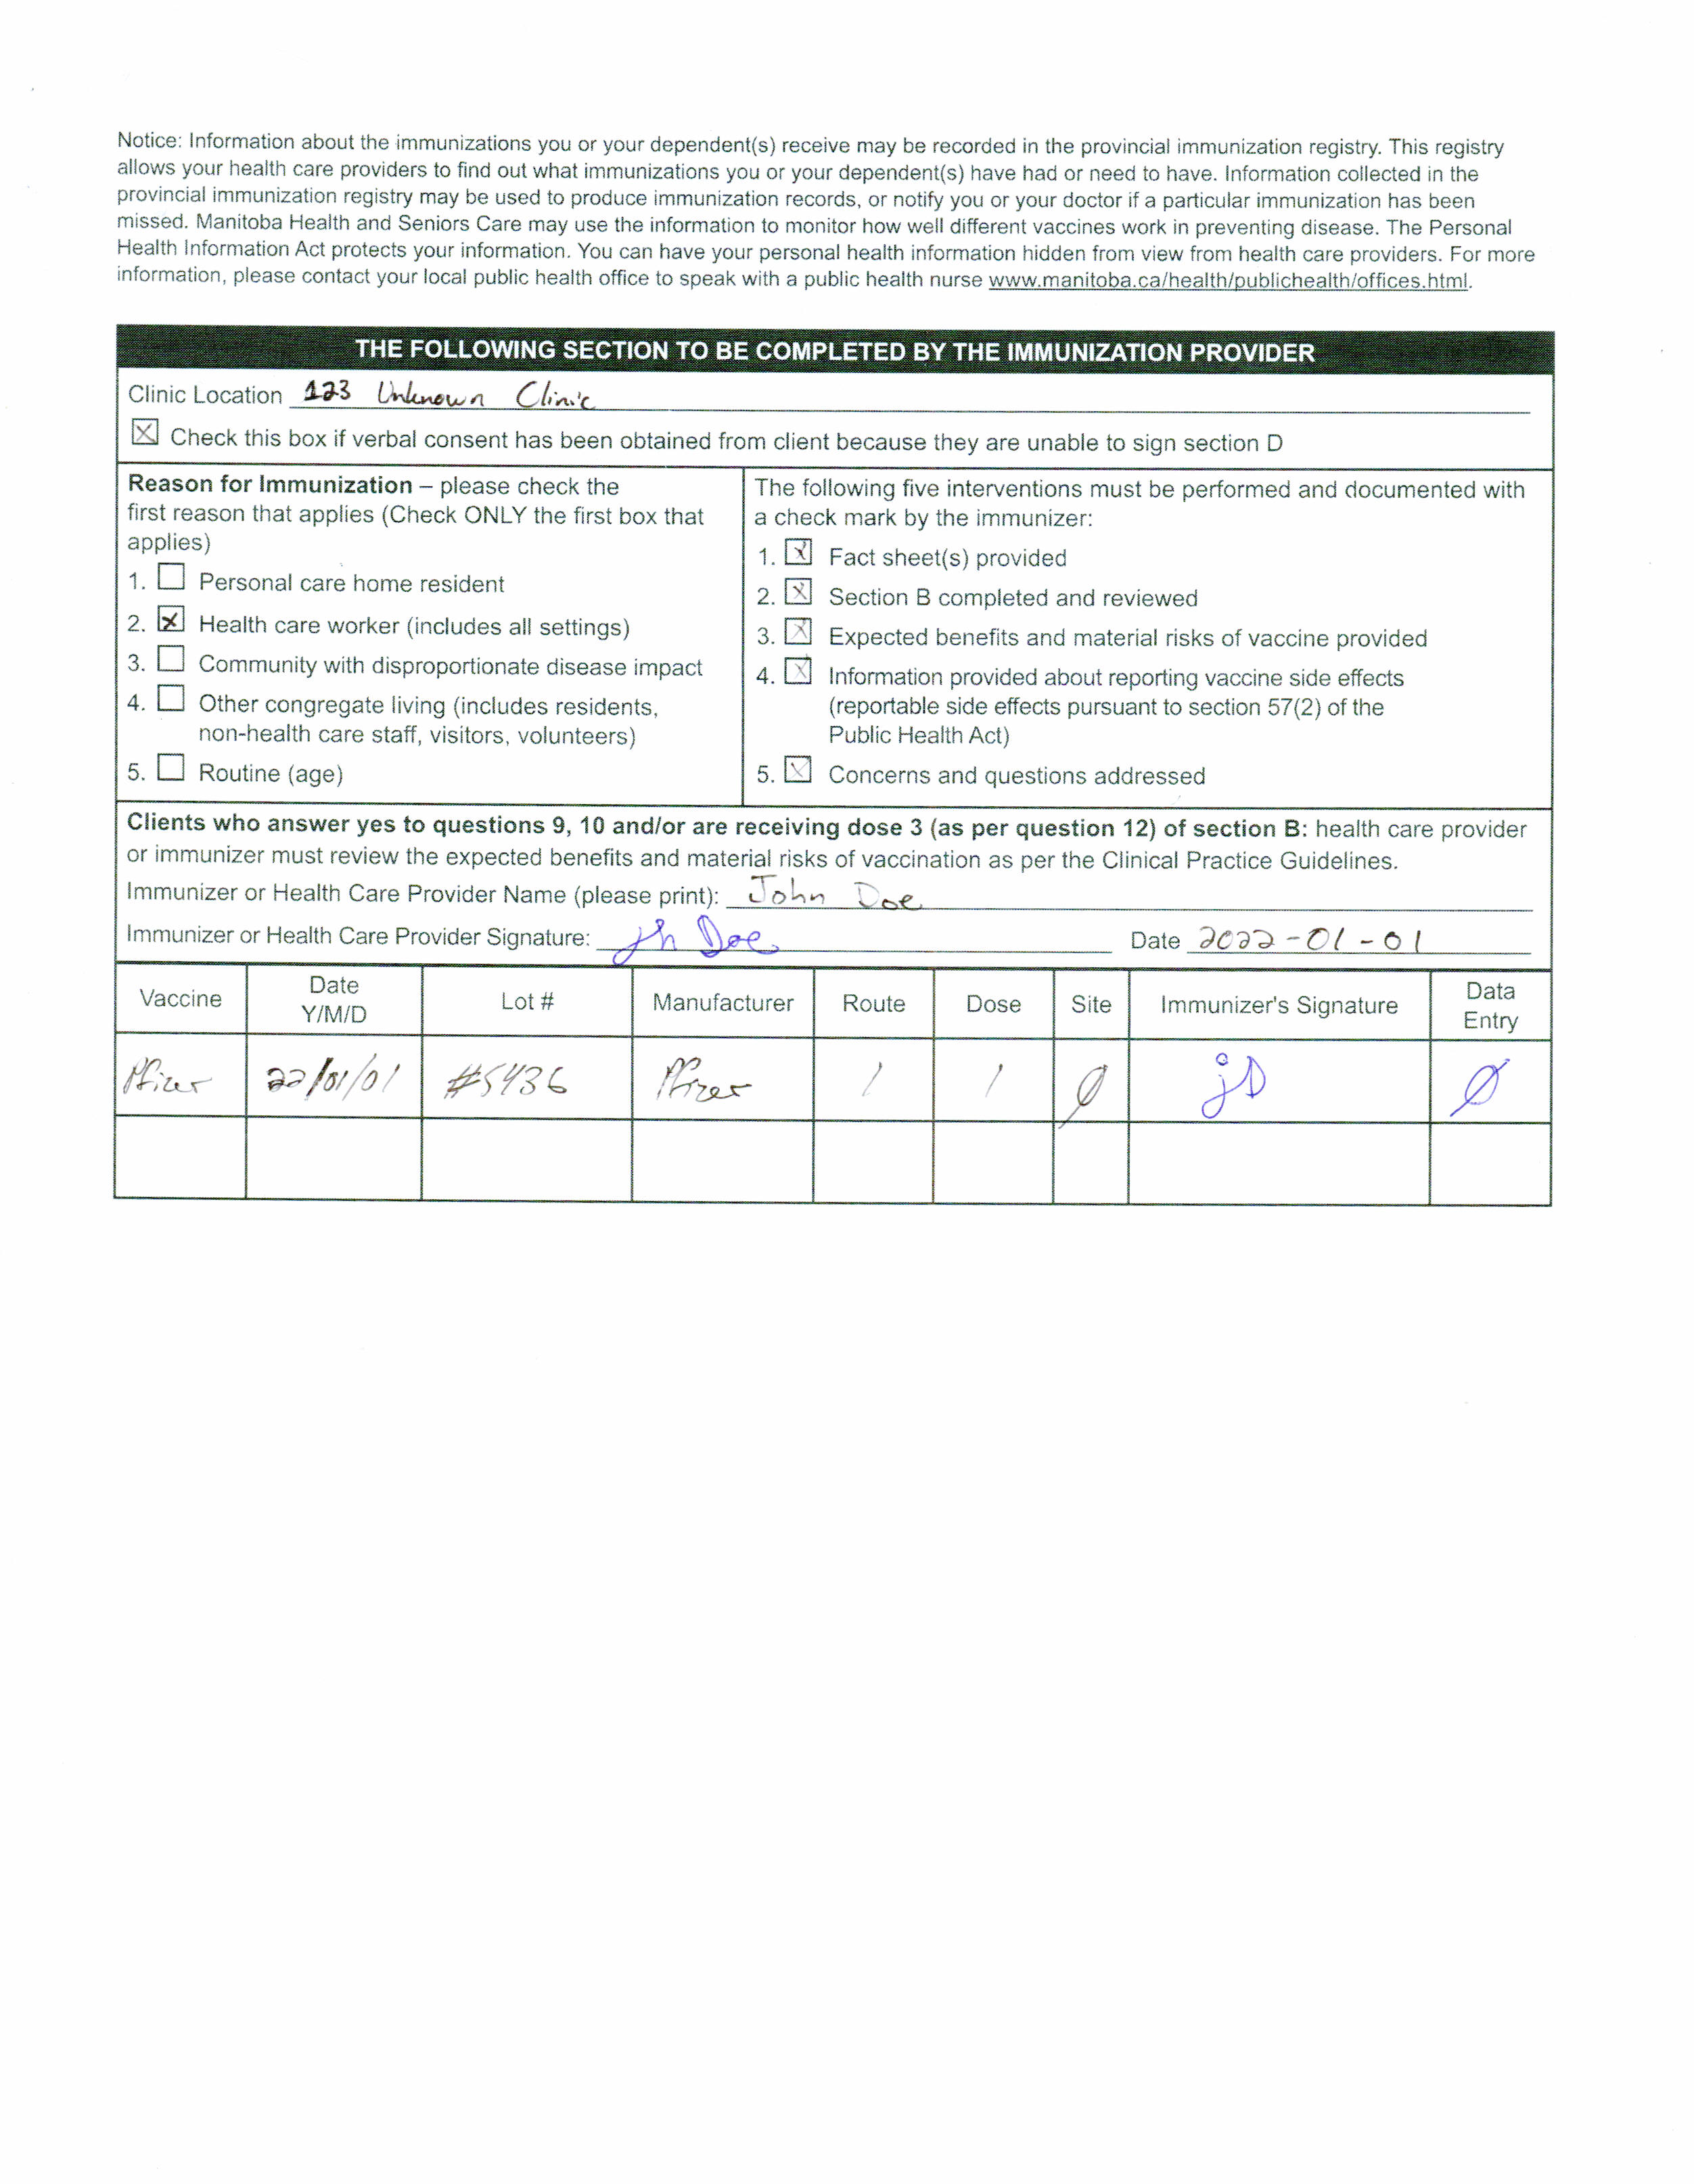 Notice: Information about the immunizations you or your dependent(s) receive may be recorded in the provincial immunization registry. This registry
allows your health care providers to find out what immunizations you or your dependent(s) have had or need to have. Information collected in the
provincial immunization registry may be used to produce immunization records, or notify you or your doctor if a particular immunization has been
missed. Manitoba Health and Seniors Care may use the information to monitor how well different vaccines work in preventing disease. The Personal
Health Information Act protects your information. You can have your personal health information hidden from view from health care providers. For more
information, please contact your local public health office to speak with a public health nurse www.manitoba.ca/health/publichealth/offices.html.
THE FOLLOWING SECTION TO BE COMPLETED BY THE IMMUNIZATION PROVIDER
Clinic Location 123 Unknown Clinic
☒ Check this box if verbal consent has been obtained from client because they are unable to sign section D
Reason for Immunization – please check the
first reason that applies (Check ONLY the first box that
applies)
1. ☐ Personal care home resident
2. ☒ Health care worker (includes all settings)
3. ☐ Community with disproportionate disease impact
4. ☐ Other congregate living (includes residents,
non-health care staff, visitors, volunteers)
5. ☐ Routine (age)
The following five interventions must be performed and documented with
a check mark by the immunizer:
1. ☒ Fact sheet(s) provided
2. ☒ Section B completed and reviewed
3. ☒ Expected benefits and material risks of vaccine provided
4. ☒ Information provided about reporting vaccine side effects
(reportable side effects pursuant to section 57(2) of the
Public Health Act)
5. ☒ Concerns and questions addressed
Clients who answer yes to questions 9, 10 and/or are receiving dose 3 (as per question 12) of section B: health care provider
or immunizer must review the expected benefits and material risks of vaccination as per the Clinical Practice Guidelines.
Immunizer or Health Care Provider Name (please print): John Doe
Immunizer or Health Care Provider Signature: Jh Doe Date 2022-01-01
Vaccine Date Y/M/D Lot # Manufacturer Route Dose Site Immunizer's Signature Data Entry
Pfizer 22/01/01 #5436 Pfizer 1 1 Ø jD Ø